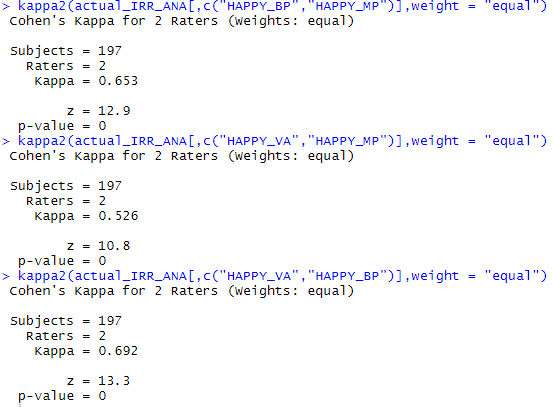 > kappa2(actual_IRR_ANA[,c("HAPPY_BP","HAPPY_MP")],weight = "equal")
Cohen's Kappa for 2 Raters (Weights: equal)
Subjects = 197
Raters = 2
Kappa = 0.653
z = 12.9
p-value = 0
> kappa2(actual_IRR_ANA[,c("HAPPY_VA","HAPPY_MP")],weight = "equal")
Cohen's Kappa for 2 Raters (Weights: equal)
Subjects = 197
Raters = 2
Kappa = 0.526
z = 10.8
p-value = 0
> kappa2(actual_IRR_ANA[,c("HAPPY_VA","HAPPY_BP")],weight = "equal")
Cohen's Kappa for 2 Raters (Weights: equal)
Subjects = 197
Raters = 2
Kappa = 0.692
z = 13.3
p-value = 0